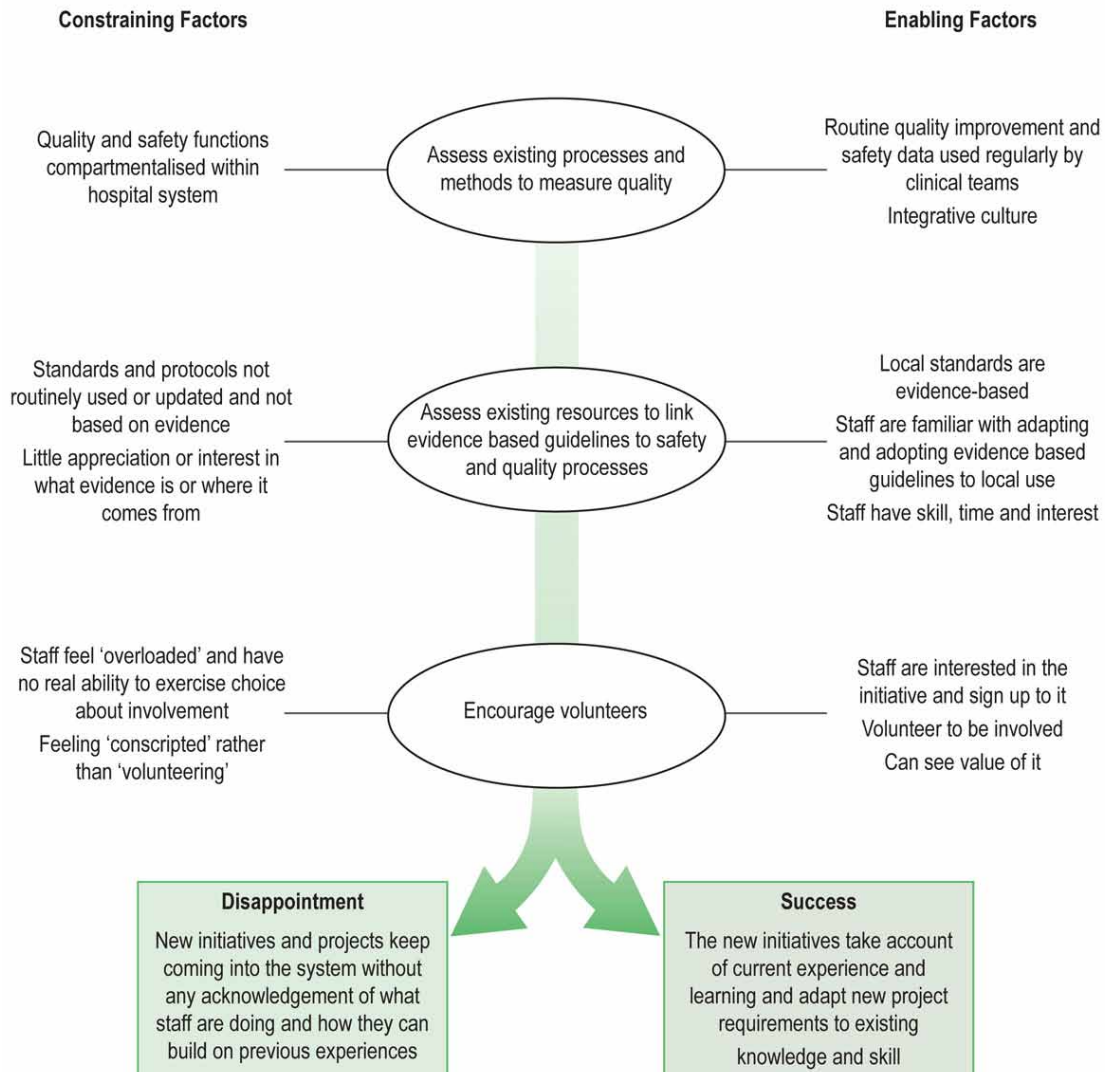 Constraining Factors
Enabling Factors
Quality and safety functions
compartmentalised within
hospital system
Assess existing processes and
methods to measure quality
Routine quality improvement and
safety data used regularly by
clinical teams
Integrative culture
Standards and protocols not
routinely used or updated and not
based on evidence
Little appreciation or interest in
what evidence is or where it
comes from
Assess existing resources to link
evidence based guidelines to safety
and quality processes
Local standards are
evidence-based
Staff are familiar with adapting
and adopting evidence based
guidelines to local use
Staff have skill, time and interest
Staff feel ‘overloaded’ and have
no real ability to exercise choice
about involvement
Feeling ‘conscripted’ rather
than ‘volunteering’
Encourage volunteers
Staff are interested in the
initiative and sign up to it
Volunteer to be involved
Can see value of it
Disappointment
New initiatives and projects keep
coming into the system without
any acknowledgement of what
staff are doing and how they can
build on previous experiences
Success
The new initiatives take account
of current experience and
learning and adapt new project
requirements to existing
knowledge and skill